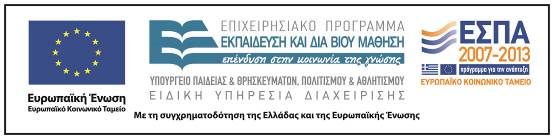 Ευρωπαϊκή Ένωση
Ευρωπαϊκό Κοινωνικό Ταμείο
ΕΠΙΧΕΙΡΗΣΙΑΚΟ ΠΡΟΓΡΑΜΜΑ
ΕΚΠΑΙΔΕΥΣΗ ΚΑΙ ΔΙΑ ΒΙΟΥ ΜΑΘΗΣΗ
επένδυση στην κοινωνία της γνώσης
ΥΠΟΥΡΓΕΙΟ ΠΑΙΔΕΙΑΣ & ΘΡΗΣΚΕΥΜΑΤΩΝ, ΠΟΛΙΤΙΣΜΟΥ & ΑΘΛΗΤΙΣΜΟΥ
ΕΙΔΙΚΗ ΥΠΗΡΕΣΙΑ ΔΙΑΧΕΙΡΙΣΗΣ
Με τη συγχρηματοδότηση της Ελλάδας και της Ευρωπαϊκής Ένωσης
ΕΣΠΑ
2007-2013
πρόγραμμα για την ανάπτυξη
ΕΥΡΩΠΑΪΚΟ ΚΟΙΝΩΝΙΚΟ ΤΑΜΕΙΟ